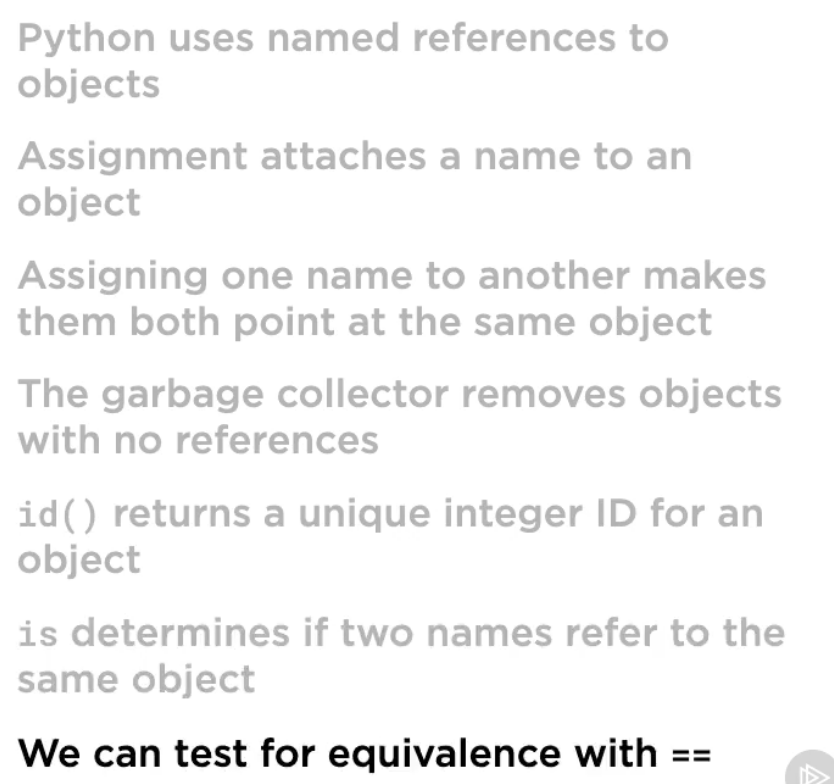 Python uses named references to
objects
Assignment attaches a name to an
object
Assigning one name to another makes
them both point at the same object
The garbage collector removes objects
with no references
id() returns a unique integer ID for an
object
is determines if two names refer to the
same object
We can test for equivalence with ==